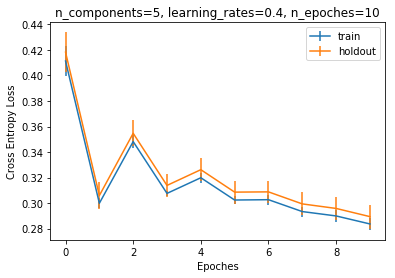 n_components=5, learning_rates=0.4, n_epoches=10
train
holdout
Cross Entropy Loss
0.44
0.42
0.40
0.38
0.36
0.34
0.32
0.30
0.28
0 2 4 6 8
Epoches